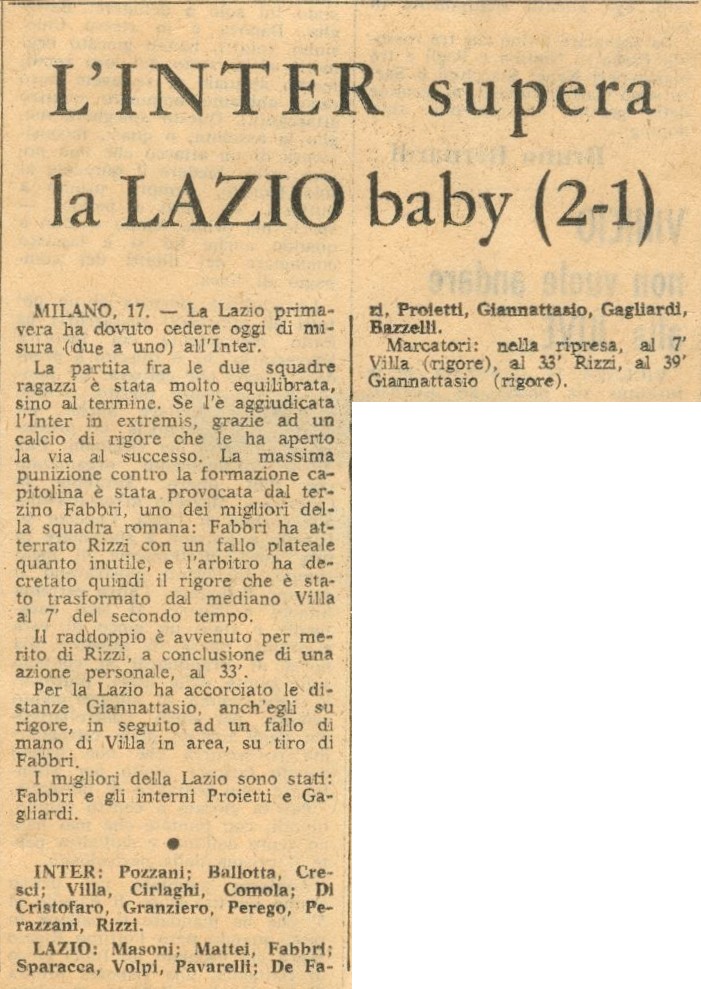 L'INTER supera
la LAZIO baby (2-1)
MILANO, 17. — La Lazio prima-
vera ha dovuto cedere oggi di mi-
sura (due a uno) all'Inter.
La partita fra le due squadre
ragazzi è stata molto equilibrata,
sino al termine. Se l'è aggiudicata
l'Inter in extremis, grazie ad un
calcio di rigore che le ha aperto
la via al successo. La massima
punizione contro la formazione ca-
pitolina è stata provocata dal ter-
zino Fabbri, uno dei migliori del-
la squadra romana: Fabbri ha at-
terrato Rizzi con un fallo plateale
quanto inutile, e l'arbitro ha de-
cretato quindi il rigore che è sta-
to trasformato dal mediano Villa
al 7' del secondo tempo.
Il raddoppio è avvenuto per me-
rito di Rizzi, a conclusione di una
azione personale, al 33'.
Per la Lazio ha accorciato le di-
stanze Giannattasio, anch'egli su
rigore, in seguito ad un fallo di
mano di Villa in area, su tiro di
Fabbri.
I migliori della Lazio sono stati:
Fabbri e gli interni Proietti e Ga-
gliardi.
●
INTER: Pozzani; Ballotta, Cre-
sci; Villa, Cirlaghi, Comola; Di
Cristofaro, Granziero, Perego, Pe-
razzani, Rizzi.
LAZIO: Masoni; Mattei, Fabbri;
Sparacca, Volpi, Pavarelli; De Fa-
zi, Proietti, Giannattasio, Gagliardi,
Bazzelli.
Marcatori: nella ripresa, al 7'
Villa (rigore), al 33' Rizzi, al 39'
Giannattasio (rigore).